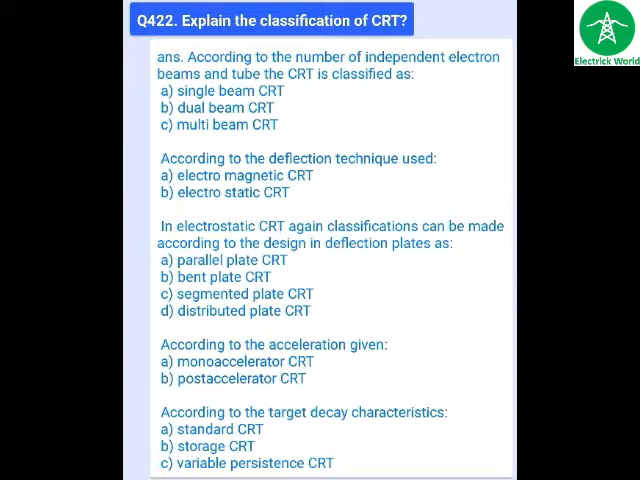 Q422. Explain the classification of CRT?
Electrick World
ans. According to the number of independent electron
beams and tube the CRT is classified as:
a) single beam CRT
b) dual beam CRT
c) multi beam CRT
According to the deflection technique used:
a) electro magnetic CRT
b) electro static CRT
In electrostatic CRT again classifications can be made
according to the design in deflection plates as:
a) parallel plate CRT
b) bent plate CRT
c) segmented plate CRT
d) distributed plate CRT
According to the acceleration given:
a) monoaccelerator CRT
b) postaccelerator CRT
According to the target decay characteristics:
a) standard CRT
b) storage CRT
c) variable persistence CRT